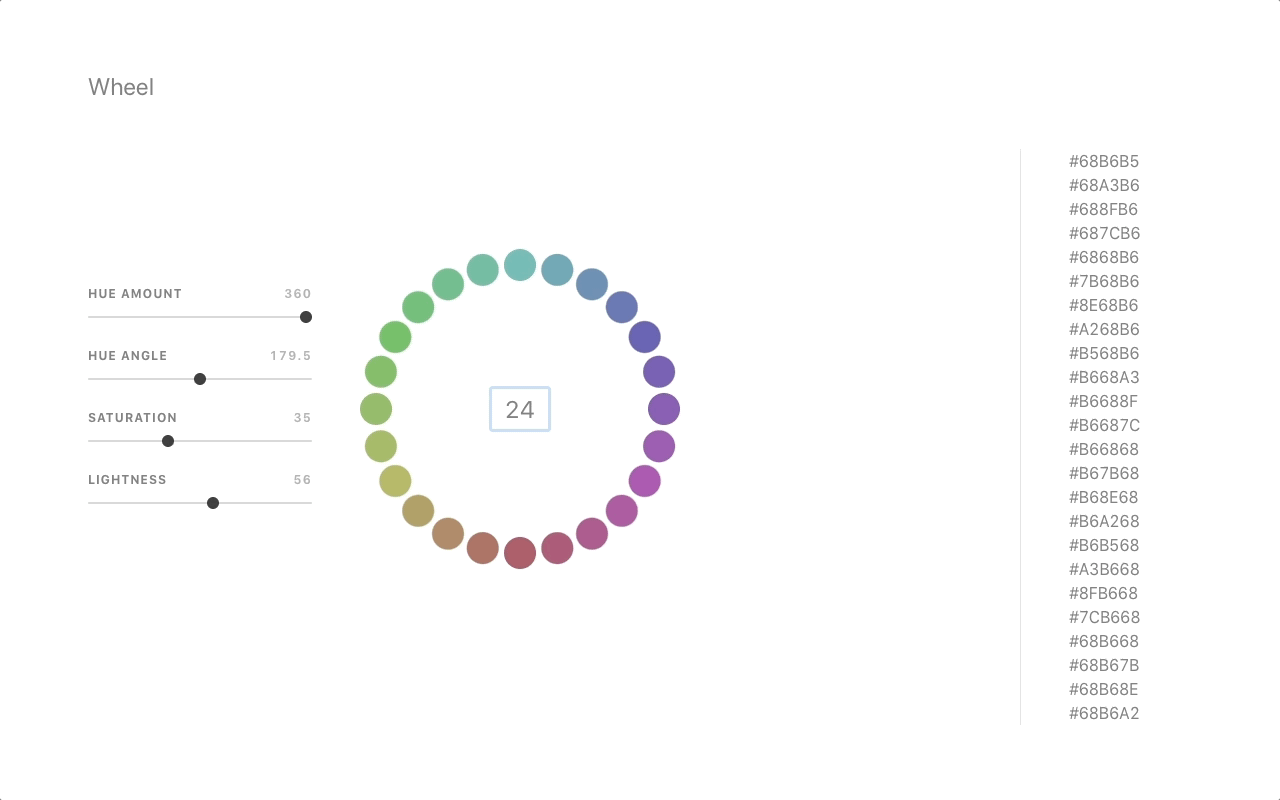 Wheel
HUE AMOUNT 360
HUE ANGLE 179.5
SATURATION 35
LIGHTNESS 56
24
#68B6B5
#68A3B6
#688FB6
#687CB6
#6868B6
#7B68B6
#8E68B6
#A268B6
#B568B6
#B668A3
#B6688F
#B6687C
#B66868
#B67B68
#B68E68
#B6A268
#B6B568
#A3B668
#8FB668
#7CB668
#68B668
#68B67B
#68B68E
#68B6A2